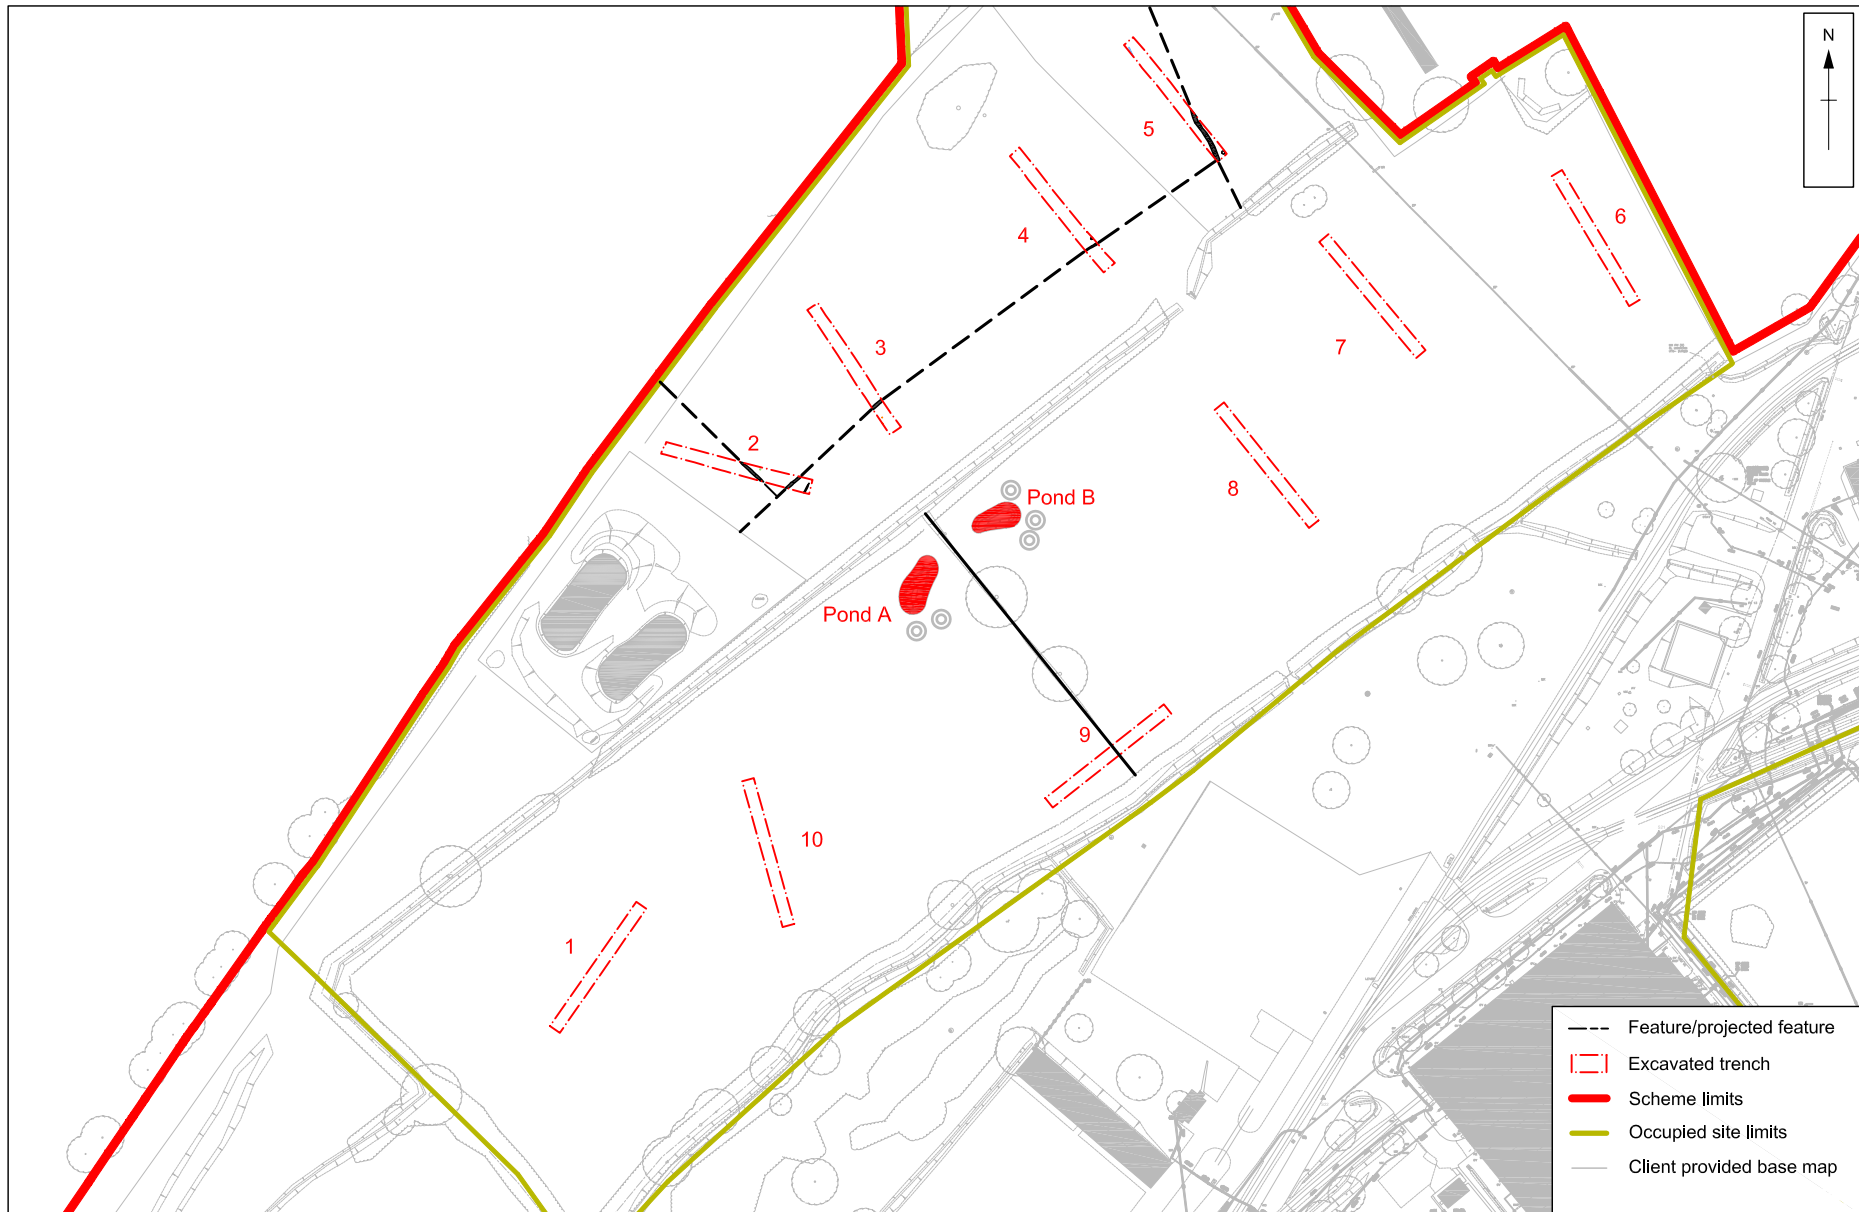 N
5
6
4
7
3
2
8
Pond B
Pond A
9
10
1
Feature/projected feature
Excavated trench
Scheme limits
Occupied site limits
Client provided base map